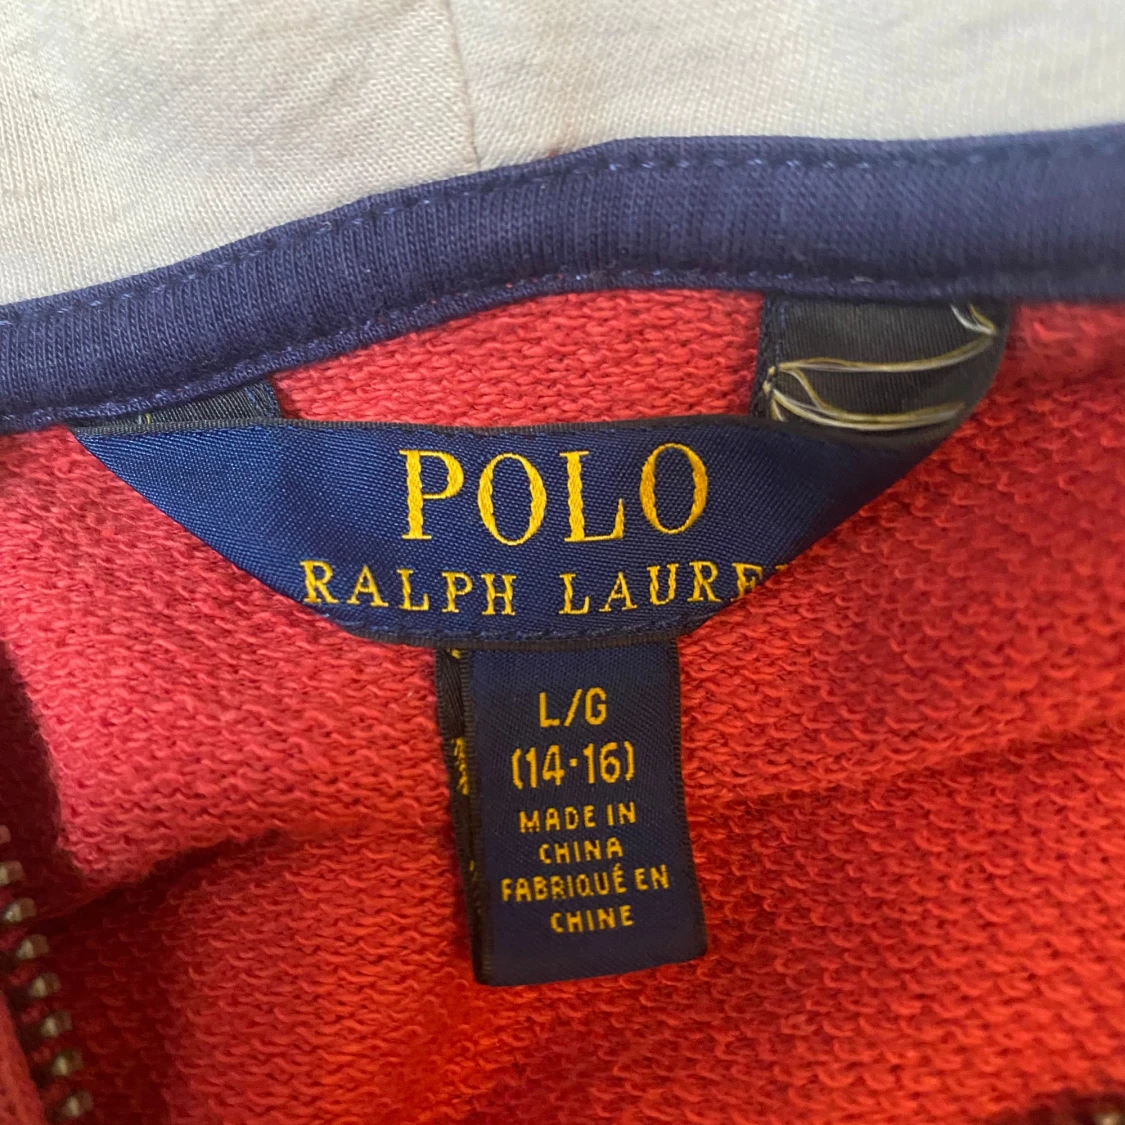 POLO
RALPH LAURE
L/G
(14·16)
MADE IN
CHINA
FABRIQUÉ EN
CHINE